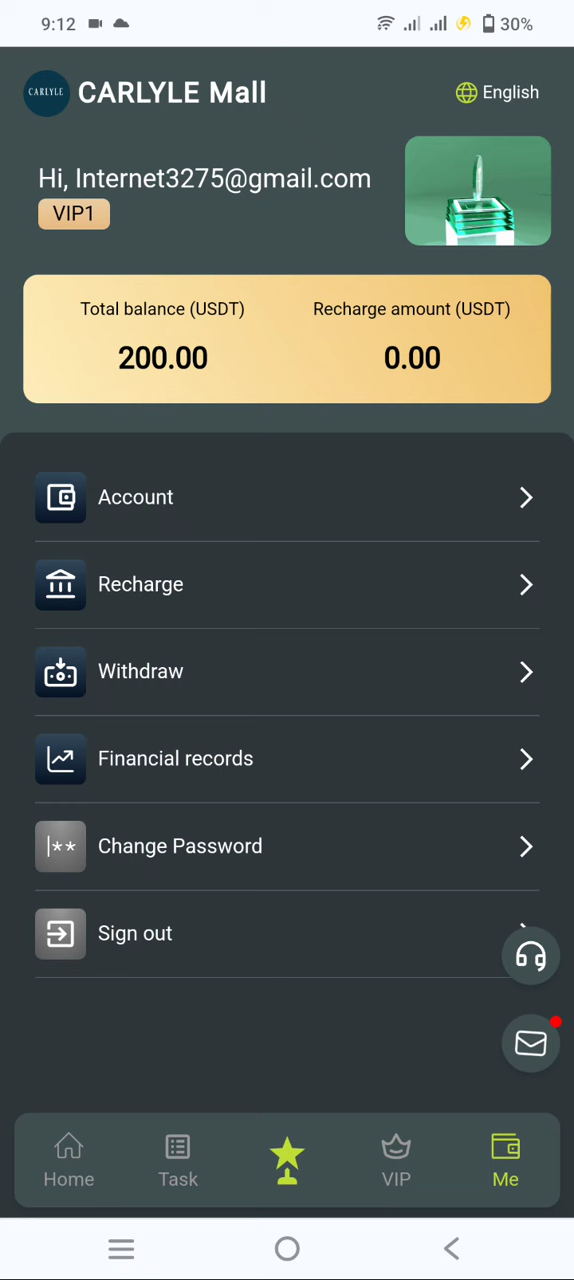 9:12
30%
CARLYLE
CARLYLE Mall
English
Hi, Internet3275@gmail.com
VIP1
Total balance (USDT) Recharge amount (USDT)
200.00 0.00
Account
Recharge
Withdraw
Financial records
|** Change Password
Sign out
Home Task VIP Me